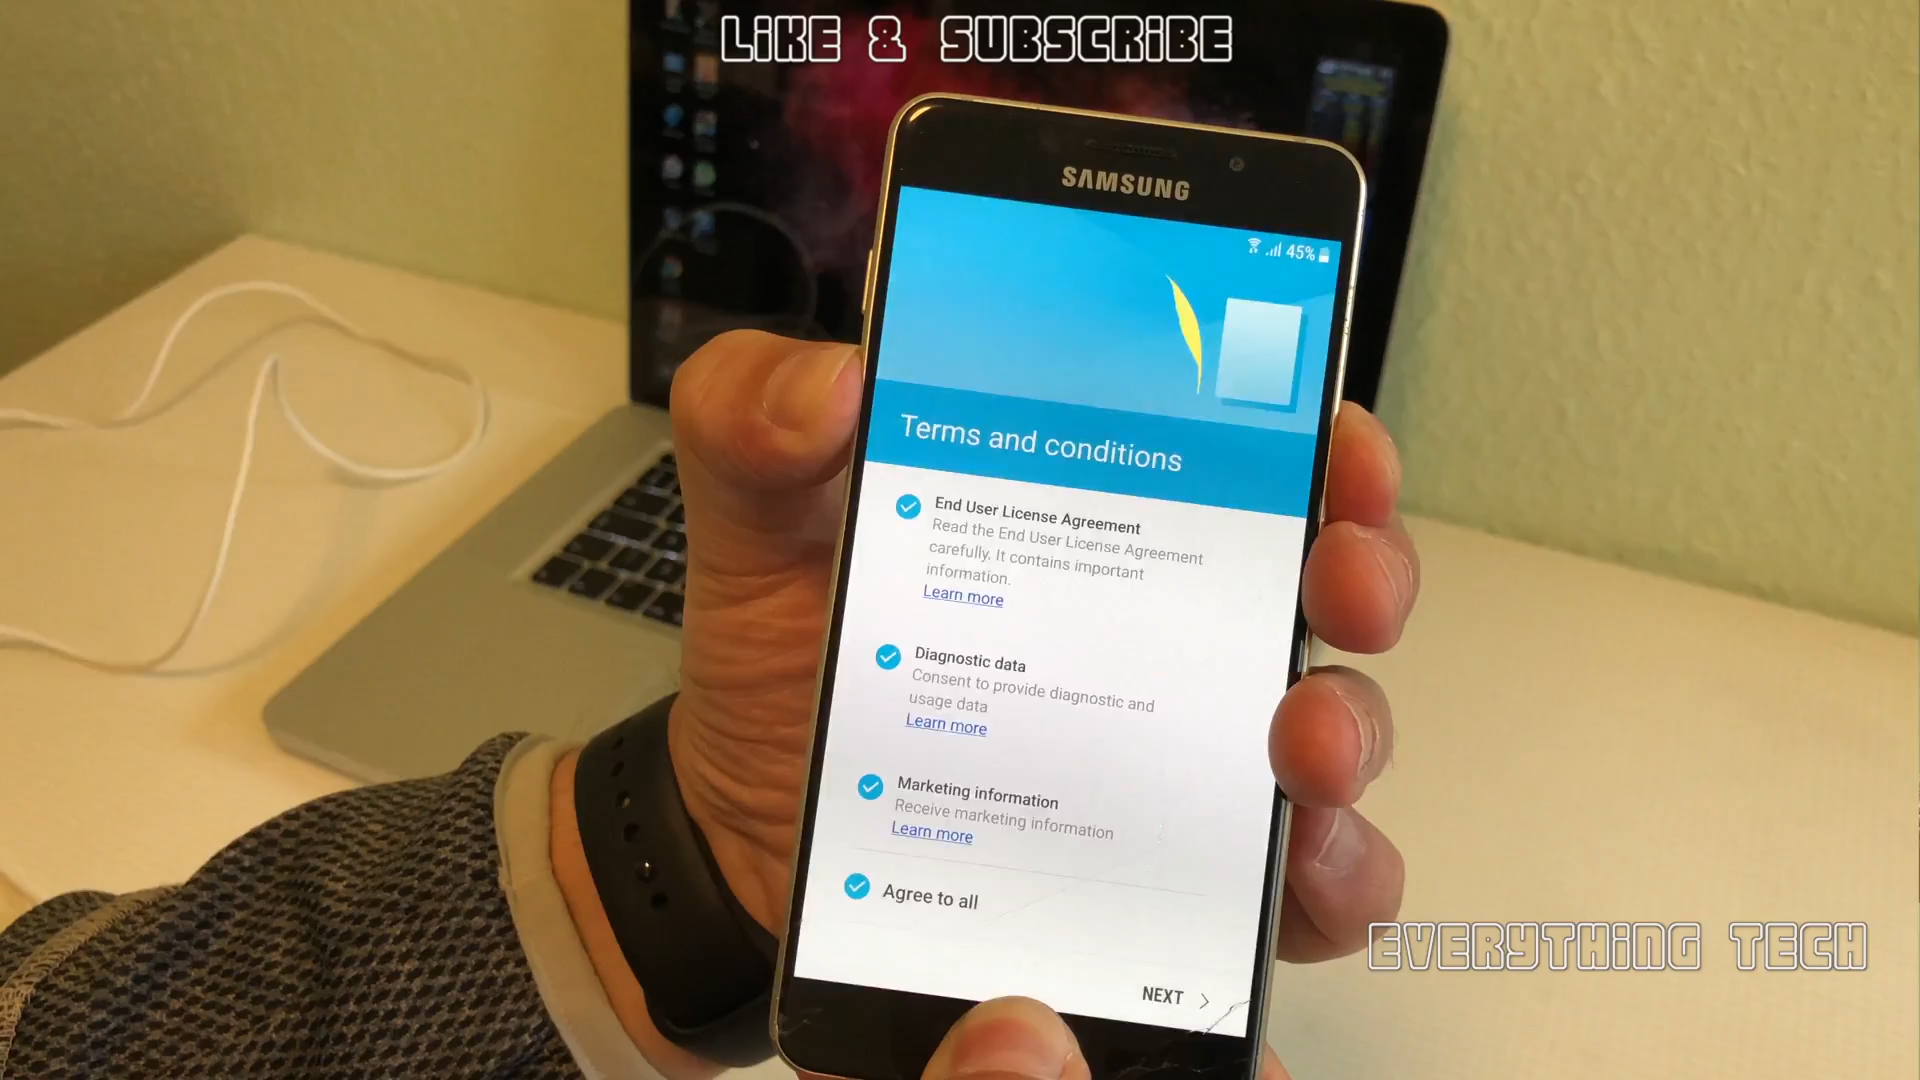 LIKE & SUBSCRIBE
SAMSUNG
45%
Terms and conditions
End User License Agreement
Read the End User License Agreement
carefully. It contains important
information.
Learn more
Diagnostic data
Consent to provide diagnostic and
usage data
Learn more
Marketing information
Receive marketing information
Learn more
Agree to all
NEXT
EVERYTHING TECH